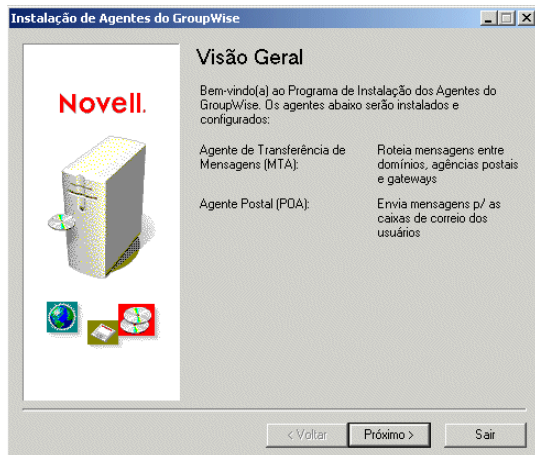 Instalação de Agentes do GroupWise
Novell.
Visão Geral
Bem-vindo(a) ao Programa de Instalação dos Agentes do
GroupWise. Os agentes abaixo serão instalados e
configurados:
Agente de Transferência de
Mensagens (MTA):
Roteia mensagens entre
domínios, agências postais
e gateways
Agente Postal (POA):
Envia mensagens p/ as
caixas de correio dos
usuários
< Voltar
Próximo >
Sair